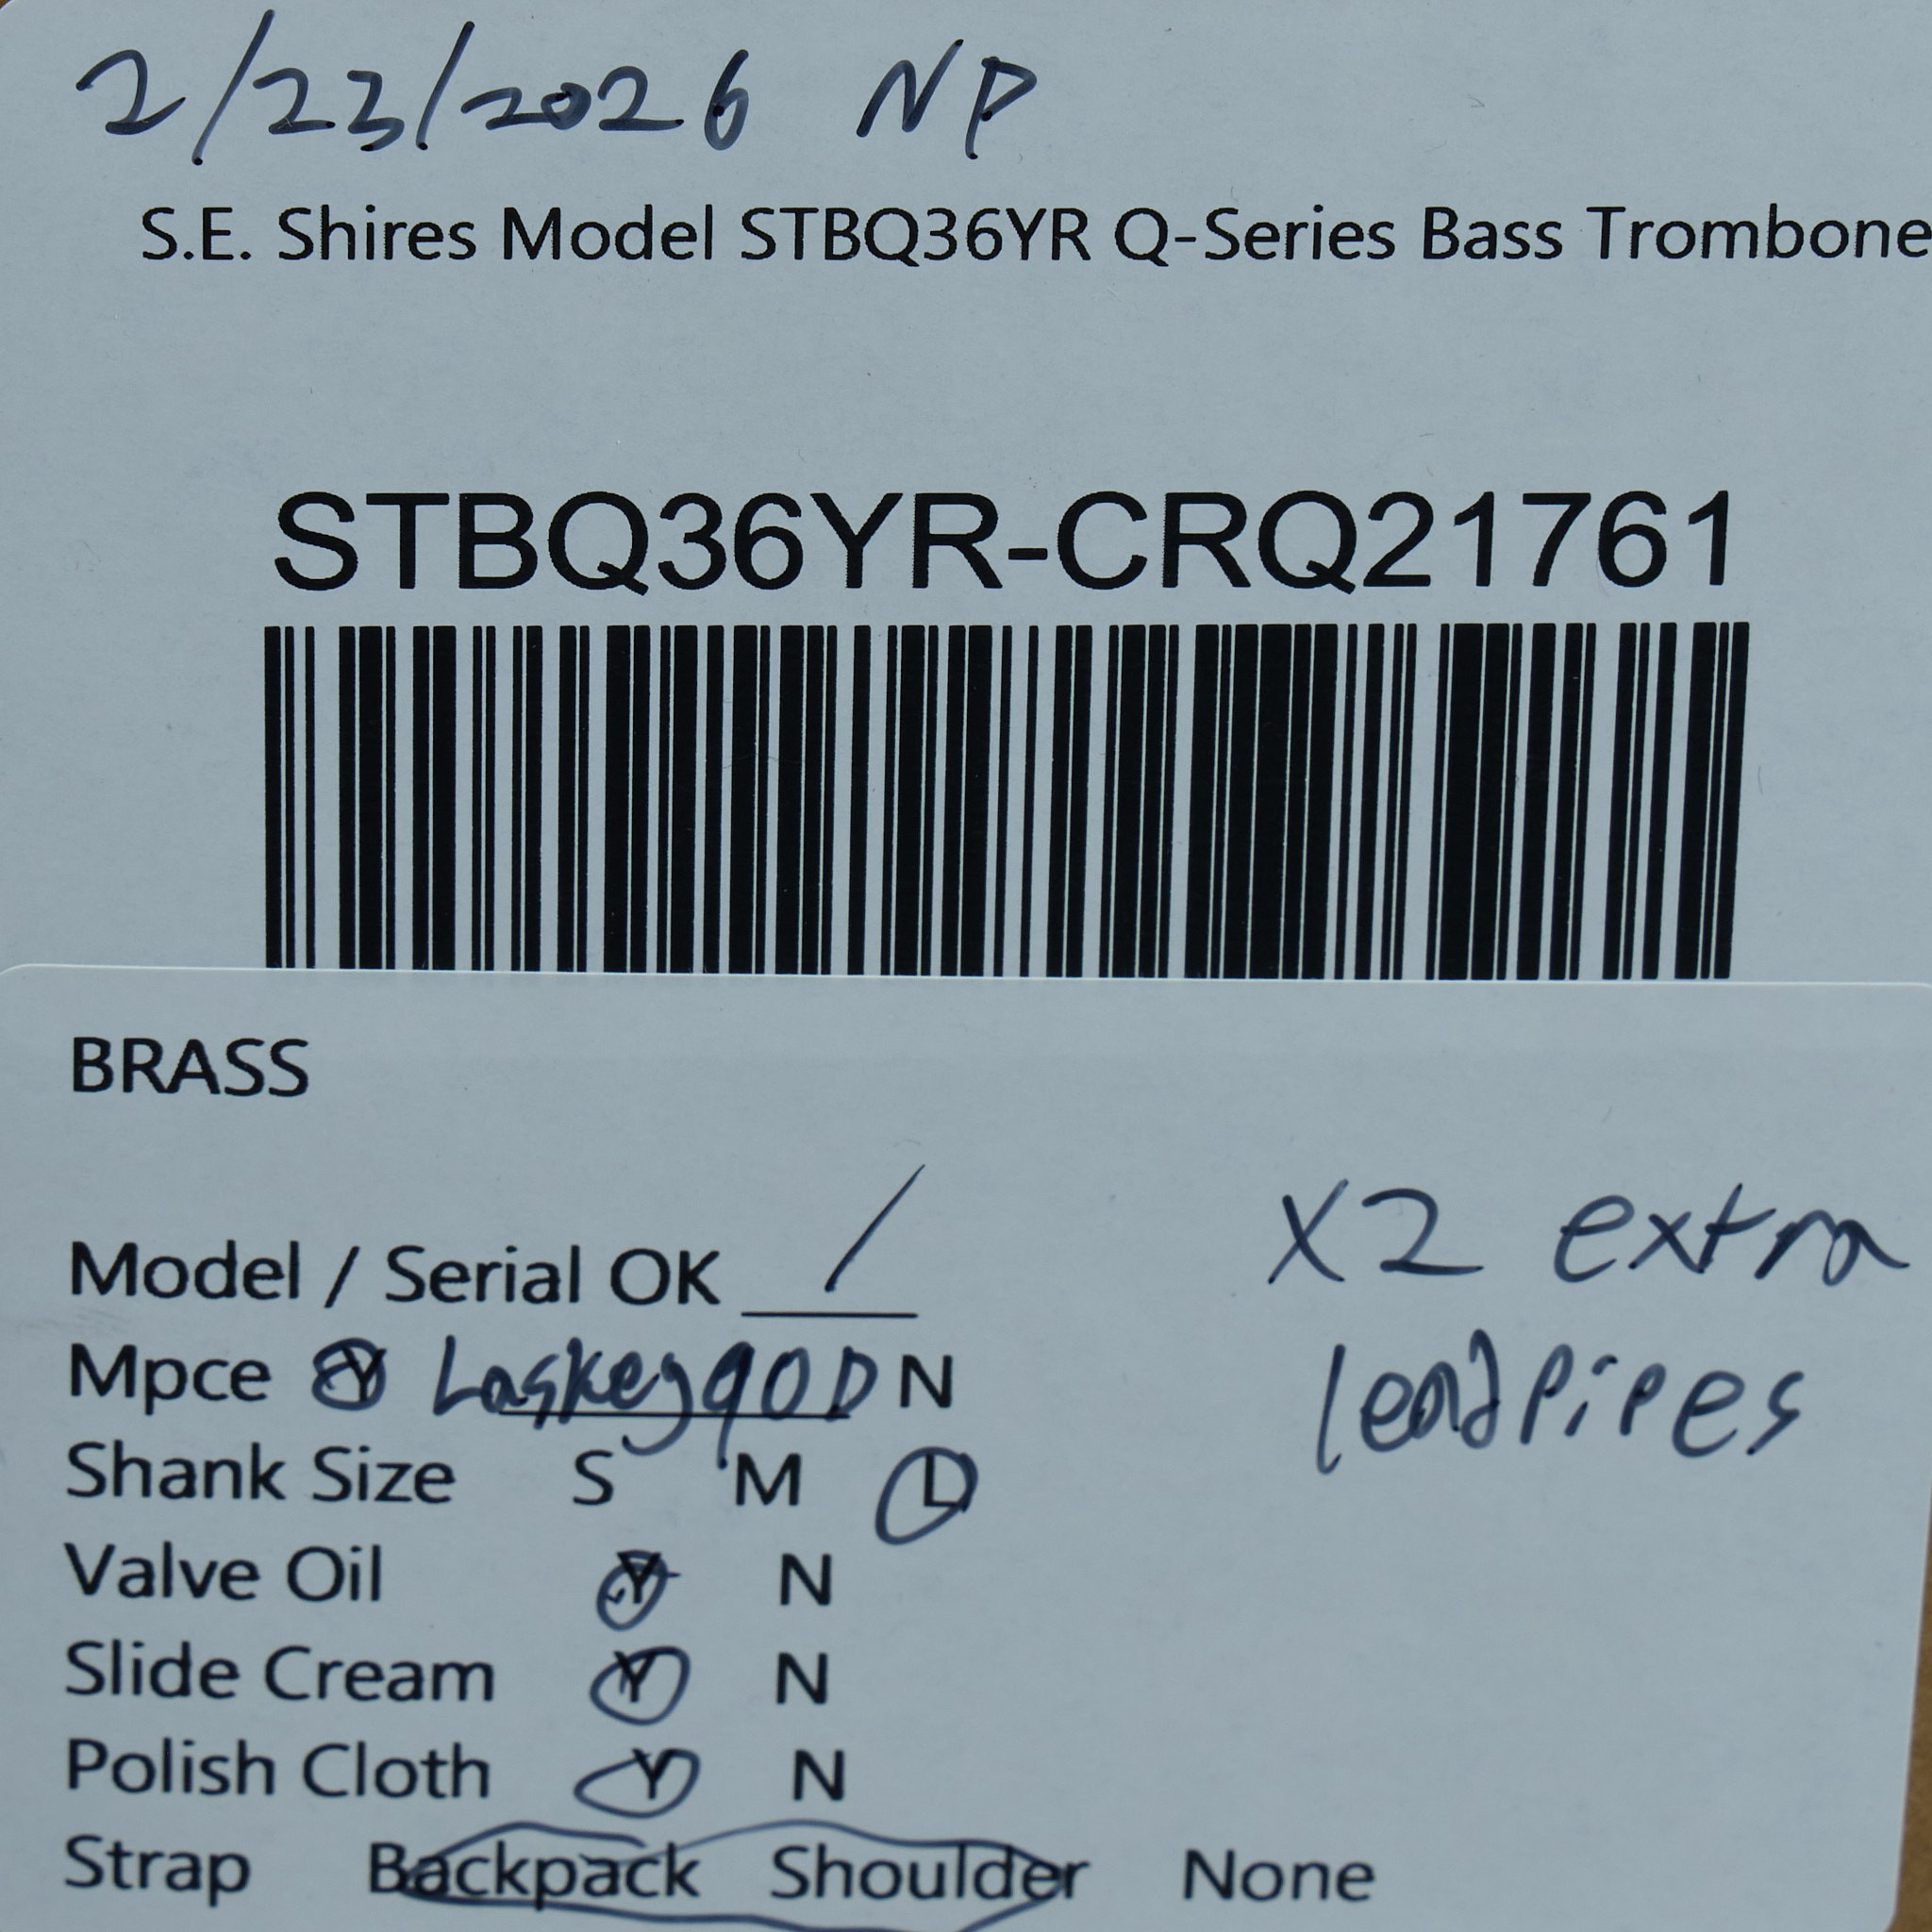 2/23/2026 NP
S.E. Shires Model STBQ36YR Q-Series Bass Trombone
STBQ36YR-CRQ21761
BRASS
Model / Serial OK /
x2 extra
leadpipes
Mpce Y Laskey 90D N
Shank Size S M L
Valve Oil Y N
Slide Cream Y N
Polish Cloth Y N
Strap Backpack Shoulder None